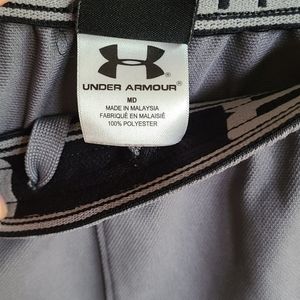 UNDER ARMOUR®
MD
MADE IN MALAYSIA
FABRIQUÉ EN MALAISIE
100% POLYESTER